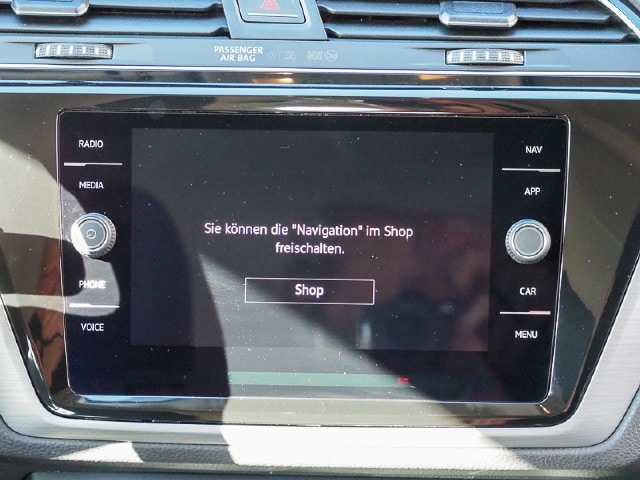 PASSENGER
AIR BAG
RADIO
MEDIA
PHONE
VOICE
Sie können die "Navigation" im Shop
freischalten.
Shop
NAV
APP
CAR
MENU